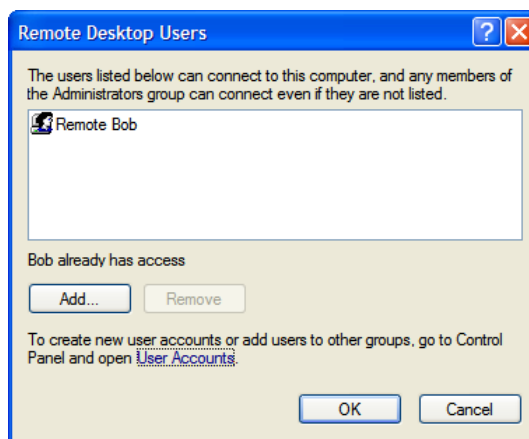 Remote Desktop Users
The users listed below can connect to this computer, and any members of
the Administrators group can connect even if they are not listed.
Remote Bob
Bob already has access
Add... Remove
To create new user accounts or add users to other groups, go to Control
Panel and open User Accounts.
OK Cancel